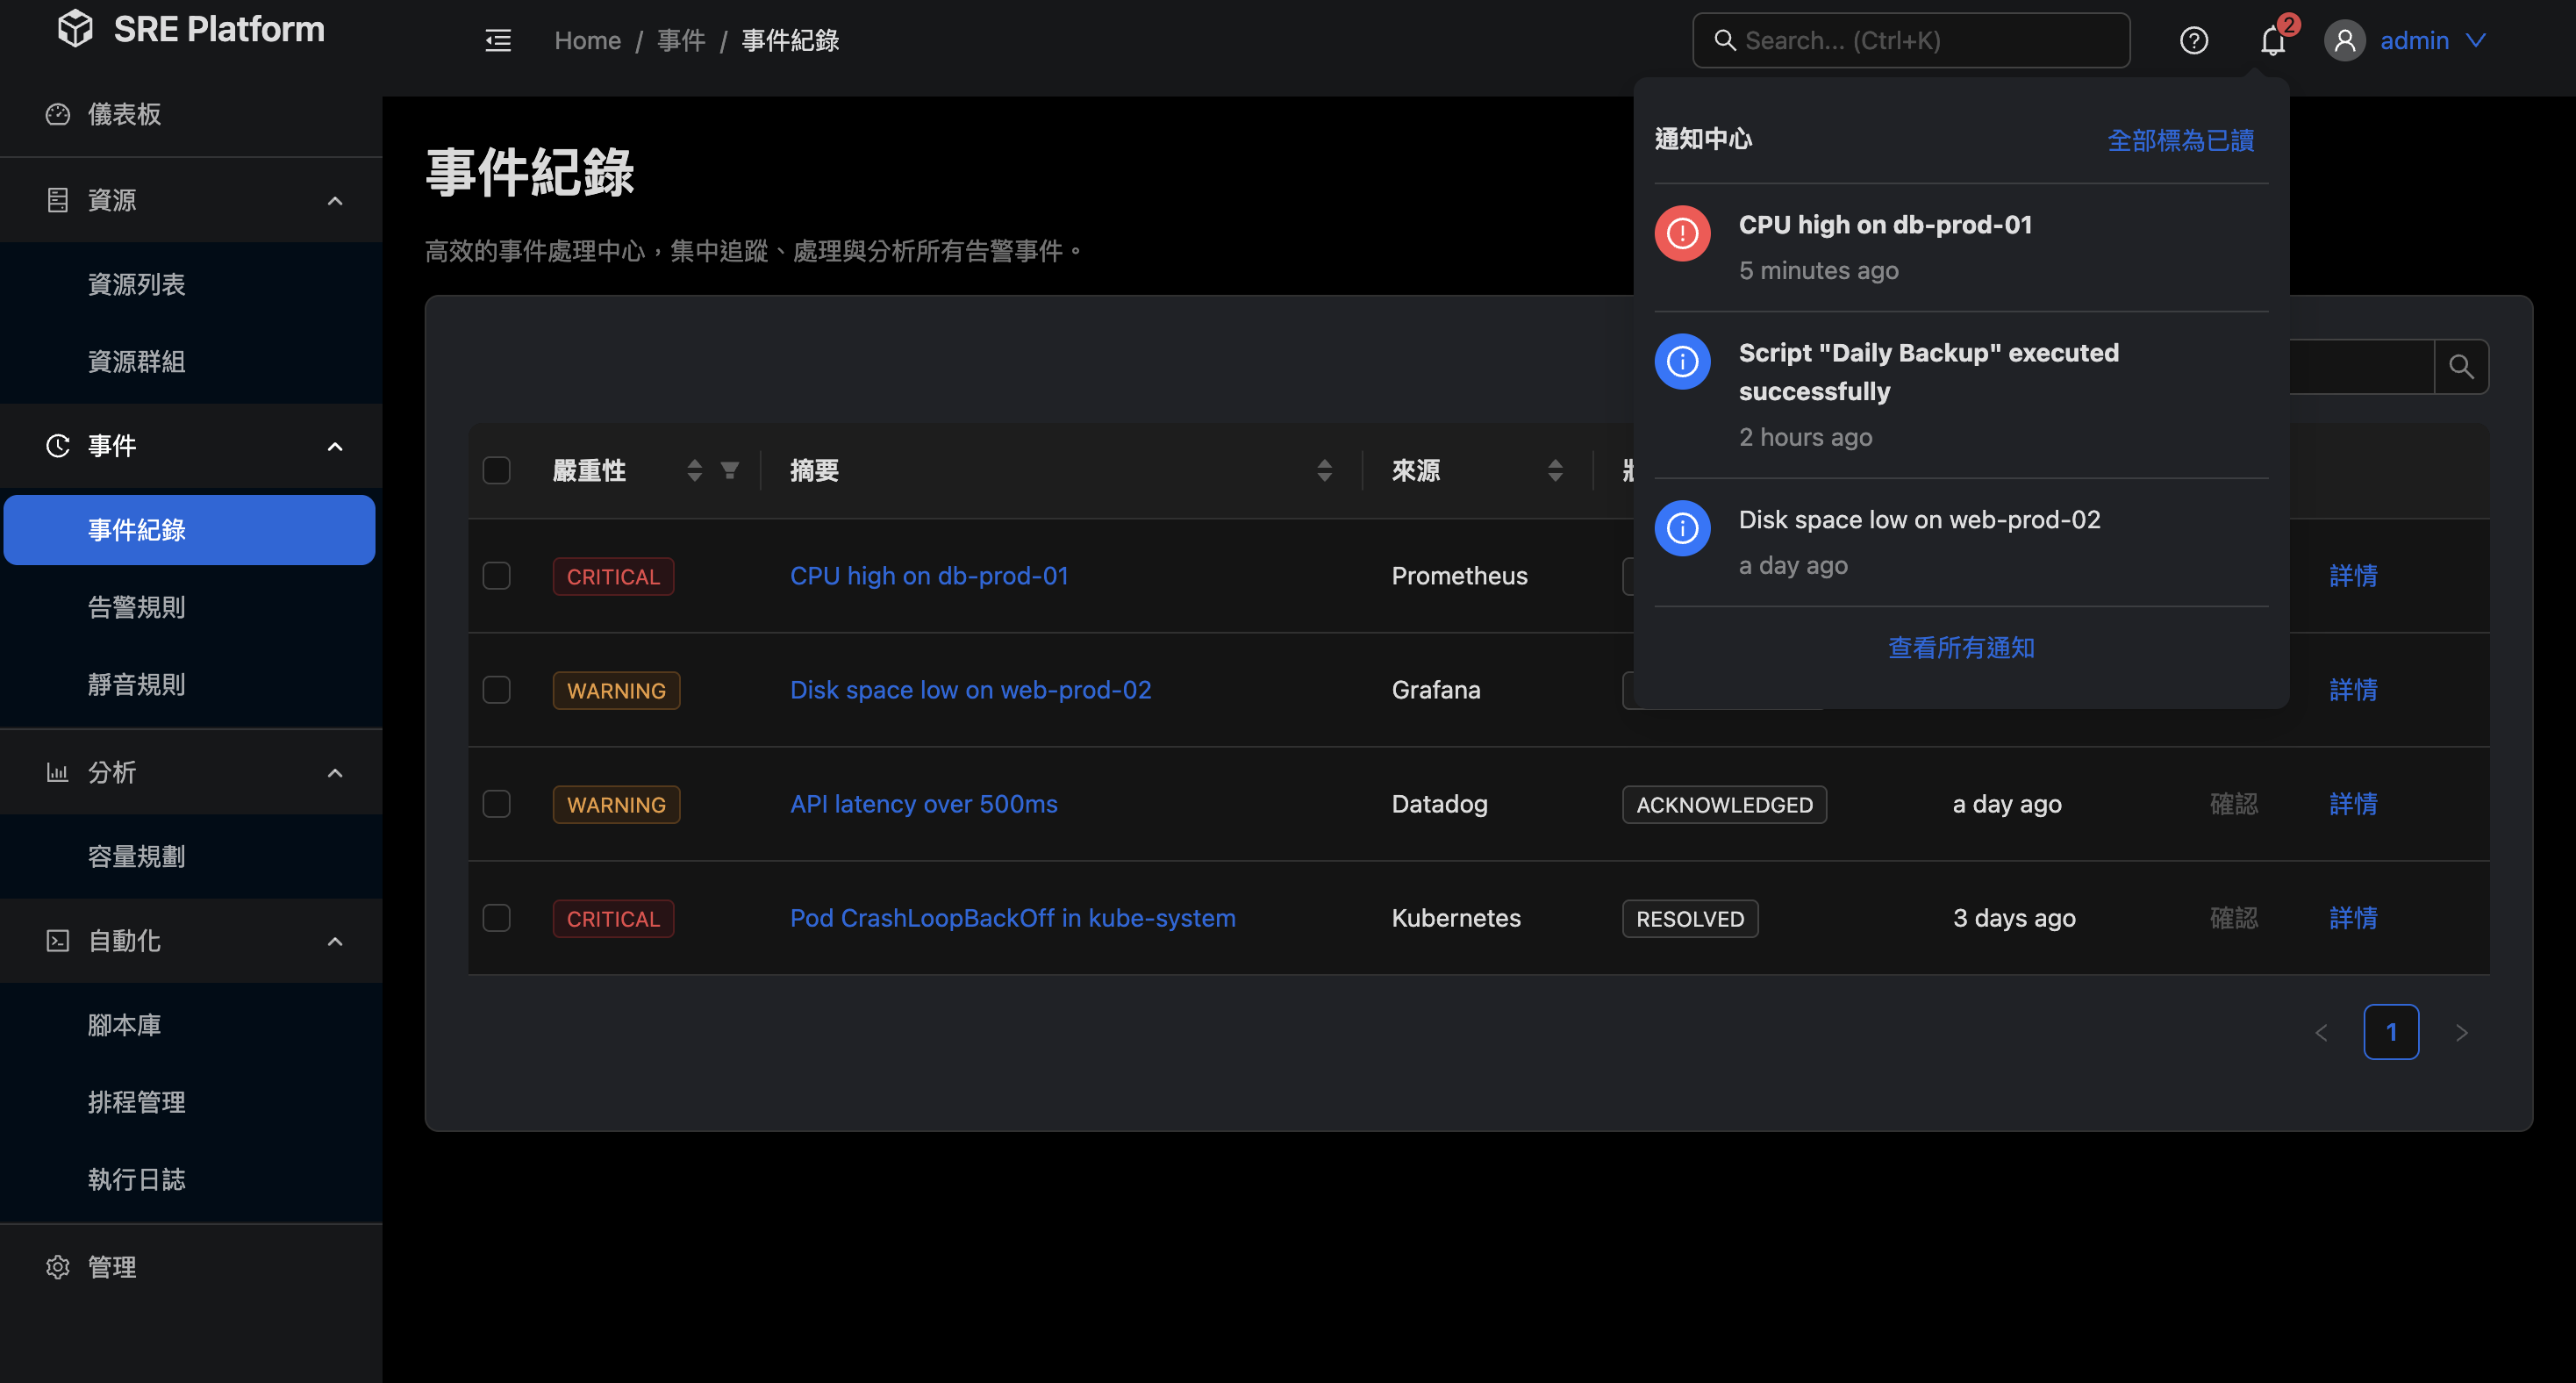 SRE Platform
Home / 事件 / 事件紀錄
Search... (Ctrl+K)
2
admin
儀表板
資源
資源列表
資源群組
事件
事件紀錄
告警規則
靜音規則
分析
容量規劃
自動化
腳本庫
排程管理
執行日誌
管理
事件紀錄
高效的事件處理中心，集中追蹤、處理與分析所有告警事件。
嚴重性 摘要 來源
CRITICAL CPU high on db-prod-01 Prometheus 詳情
WARNING Disk space low on web-prod-02 Grafana 詳情
WARNING API latency over 500ms Datadog ACKNOWLEDGED a day ago 確認 詳情
CRITICAL Pod CrashLoopBackOff in kube-system Kubernetes RESOLVED 3 days ago 確認 詳情
1
通知中心 全部標為已讀
CPU high on db-prod-01
5 minutes ago
Script "Daily Backup" executed
successfully
2 hours ago
Disk space low on web-prod-02
a day ago
查看所有通知